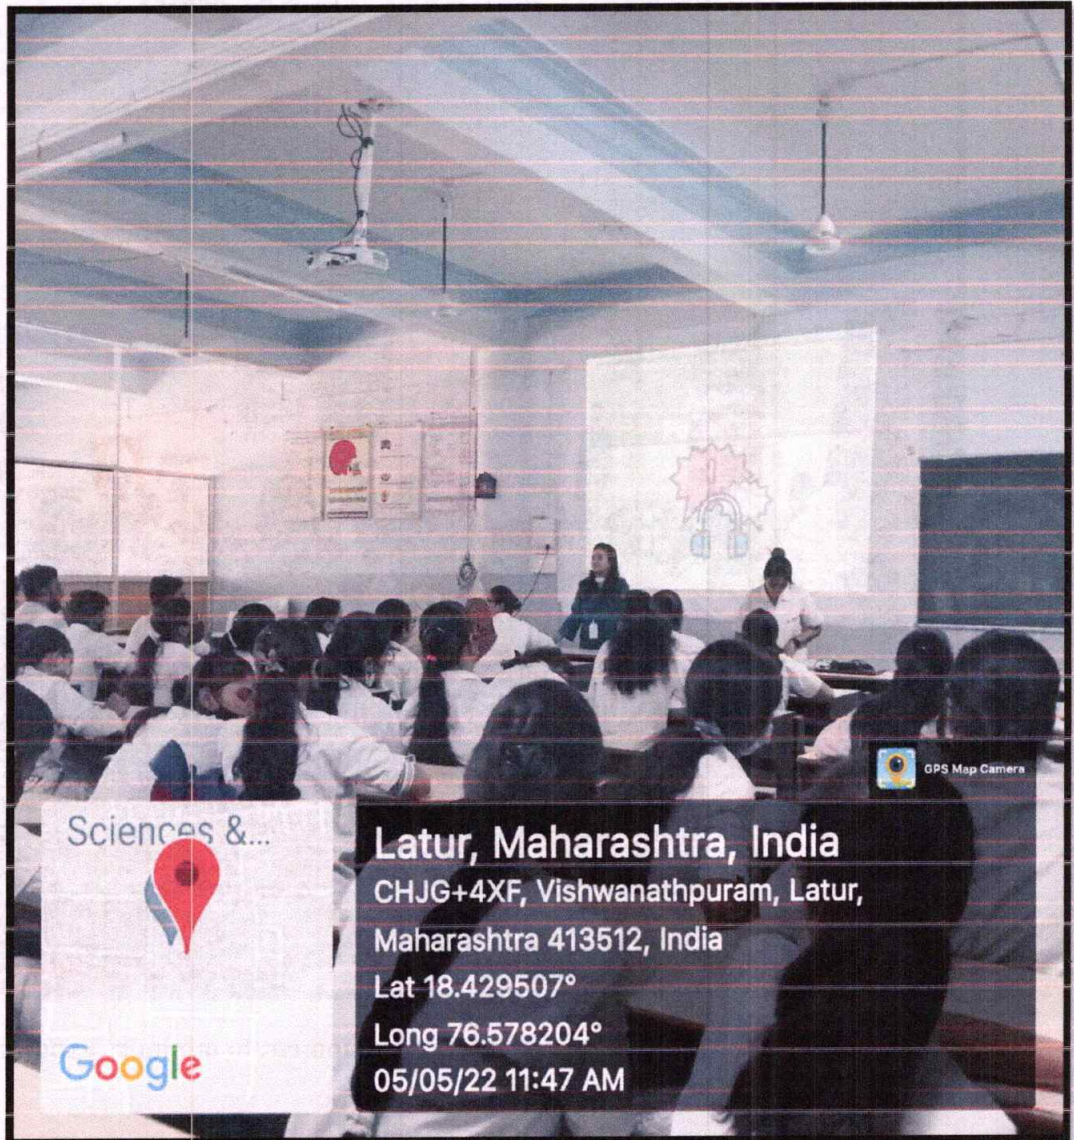 GPS Map Camera
Sciences &...
Google
Latur, Maharashtra, India
CHJG+4XF, Vishwanathpuram, Latur,
Maharashtra 413512, India
Lat 18.429507°
Long 76.578204°
05/05/22 11:47 AM